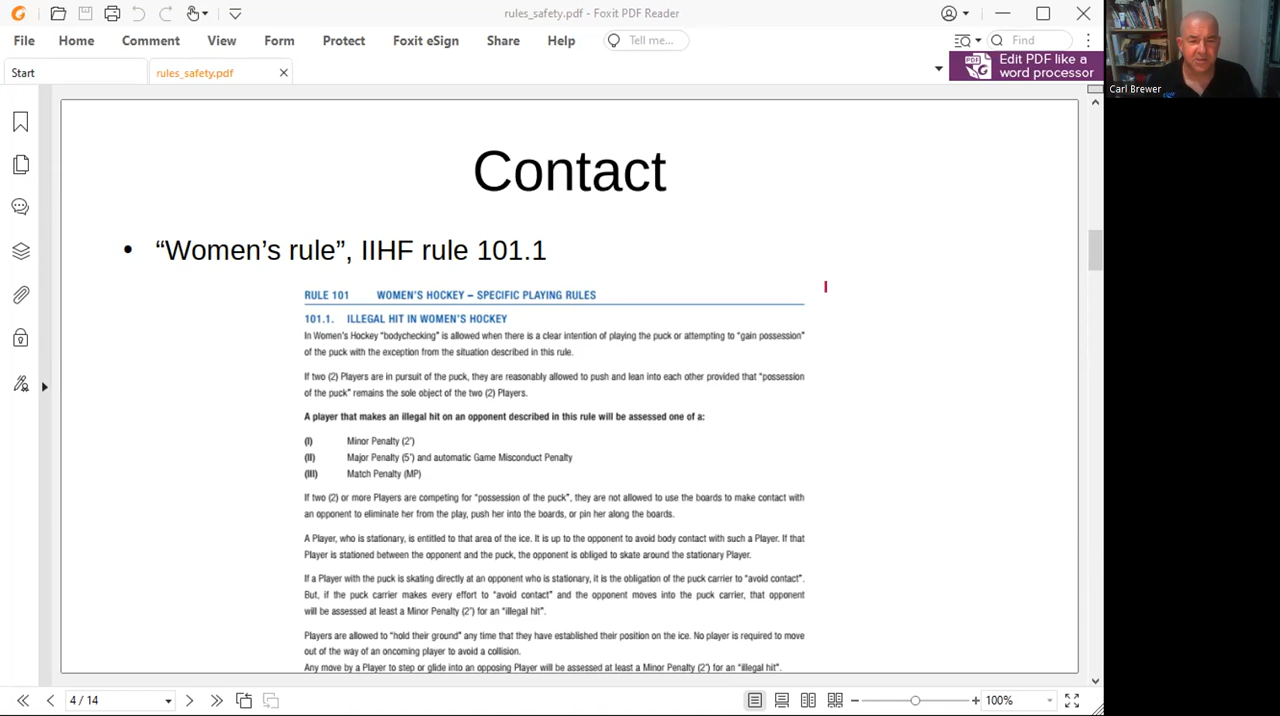 rules_safety.pdf - Foxit PDF Reader
File Home Comment View Form Protect Foxit eSign Share Help Tell me... Find
Start rules_safety.pdf
Edit PDF like a
word processor
Carl Brewer
Contact
• “Women’s rule”, IIHF rule 101.1
RULE 101 WOMEN’S HOCKEY – SPECIFIC PLAYING RULES
101.1. ILLEGAL HIT IN WOMEN’S HOCKEY
In Women’s Hockey “bodychecking” is allowed when there is a clear intention of playing the puck or attempting to “gain possession”
of the puck with the exception from the situation described in this rule.
If two (2) Players are in pursuit of the puck, they are reasonably allowed to push and lean into each other provided that “possession
of the puck” remains the sole object of the two (2) Players.
A player that makes an illegal hit on an opponent described in this rule will be assessed one of a:
(I) Minor Penalty (2’)
(II) Major Penalty (5’) and automatic Game Misconduct Penalty
(III) Match Penalty (MP)
If two (2) or more Players are competing for “possession of the puck”, they are not allowed to use the boards to make contact with
an opponent to eliminate her from the play, push her into the boards, or pin her along the boards.
A Player, who is stationary, is entitled to that area of the ice. It is up to the opponent to avoid body contact with such a Player. If that
Player is stationed between the opponent and the puck, the opponent is obliged to skate around the stationary Player.
If a Player with the puck is skating directly at an opponent who is stationary, it is the obligation of the puck carrier to “avoid contact”.
But, if the puck carrier makes every effort to “avoid contact” and the opponent moves into the puck carrier, that opponent
will be assessed at least a Minor Penalty (2’) for an “illegal hit”.
Players are allowed to “hold their ground” any time that they have established their position on the ice. No player is required to move
out of the way of an oncoming player to avoid a collision.
Any move by a Player to step or glide into an opposing Player will be assessed at least a Minor Penalty (2’) for an “illegal hit”.
4 / 14
100%